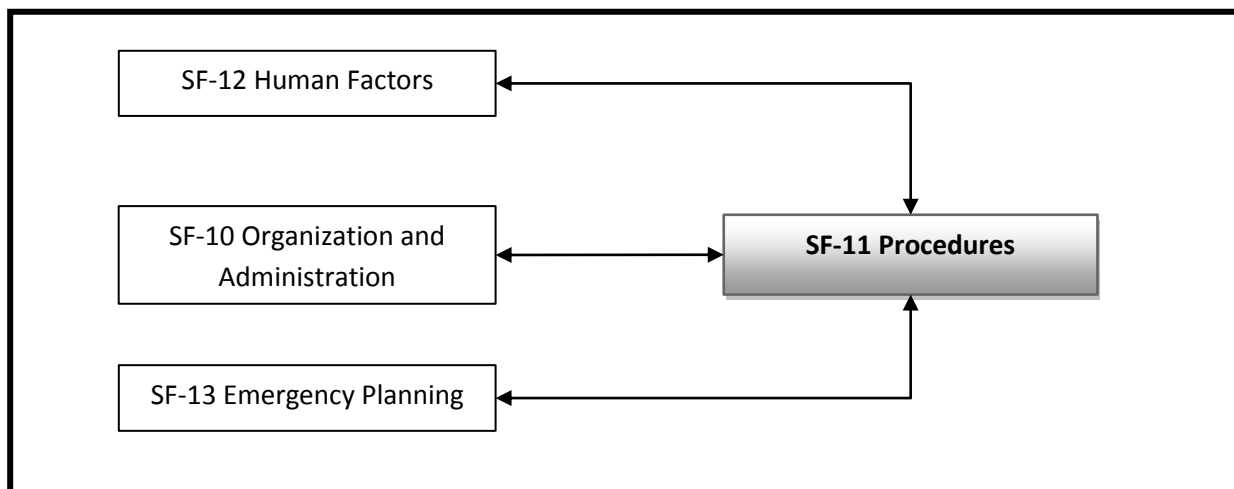 SF-12 Human Factors
SF-10 Organization and
Administration
SF-11 Procedures
SF-13 Emergency Planning